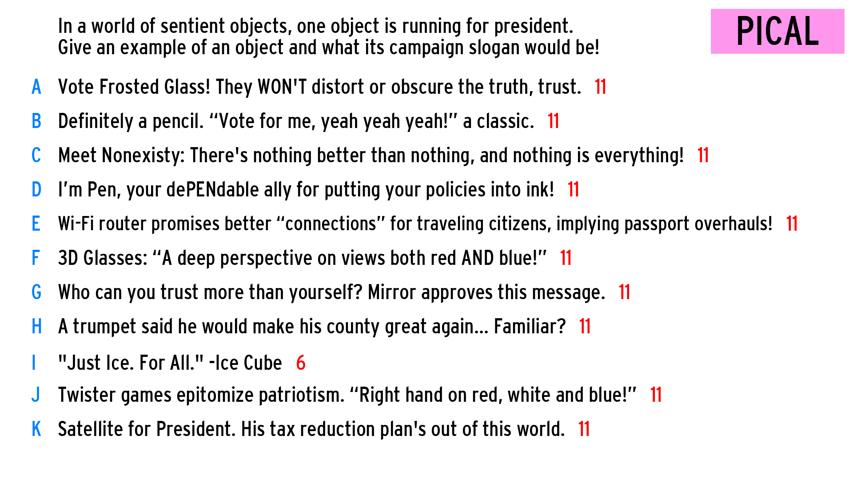 In a world of sentient objects, one object is running for president.
Give an example of an object and what its campaign slogan would be!
PICAL
A Vote Frosted Glass! They WON'T distort or obscure the truth, trust. 11
B Definitely a pencil. “Vote for me, yeah yeah yeah!” a classic. 11
C Meet Nonexisty: There's nothing better than nothing, and nothing is everything! 11
D I’m Pen, your dePENdable ally for putting your policies into ink! 11
E Wi-Fi router promises better “connections” for traveling citizens, implying passport overhauls! 11
F 3D Glasses: “A deep perspective on views both red AND blue!” 11
G Who can you trust more than yourself? Mirror approves this message. 11
H A trumpet said he would make his county great again... Familiar? 11
I "Just Ice. For All." -Ice Cube 6
J Twister games epitomize patriotism. “Right hand on red, white and blue!” 11
K Satellite for President. His tax reduction plan's out of this world. 11